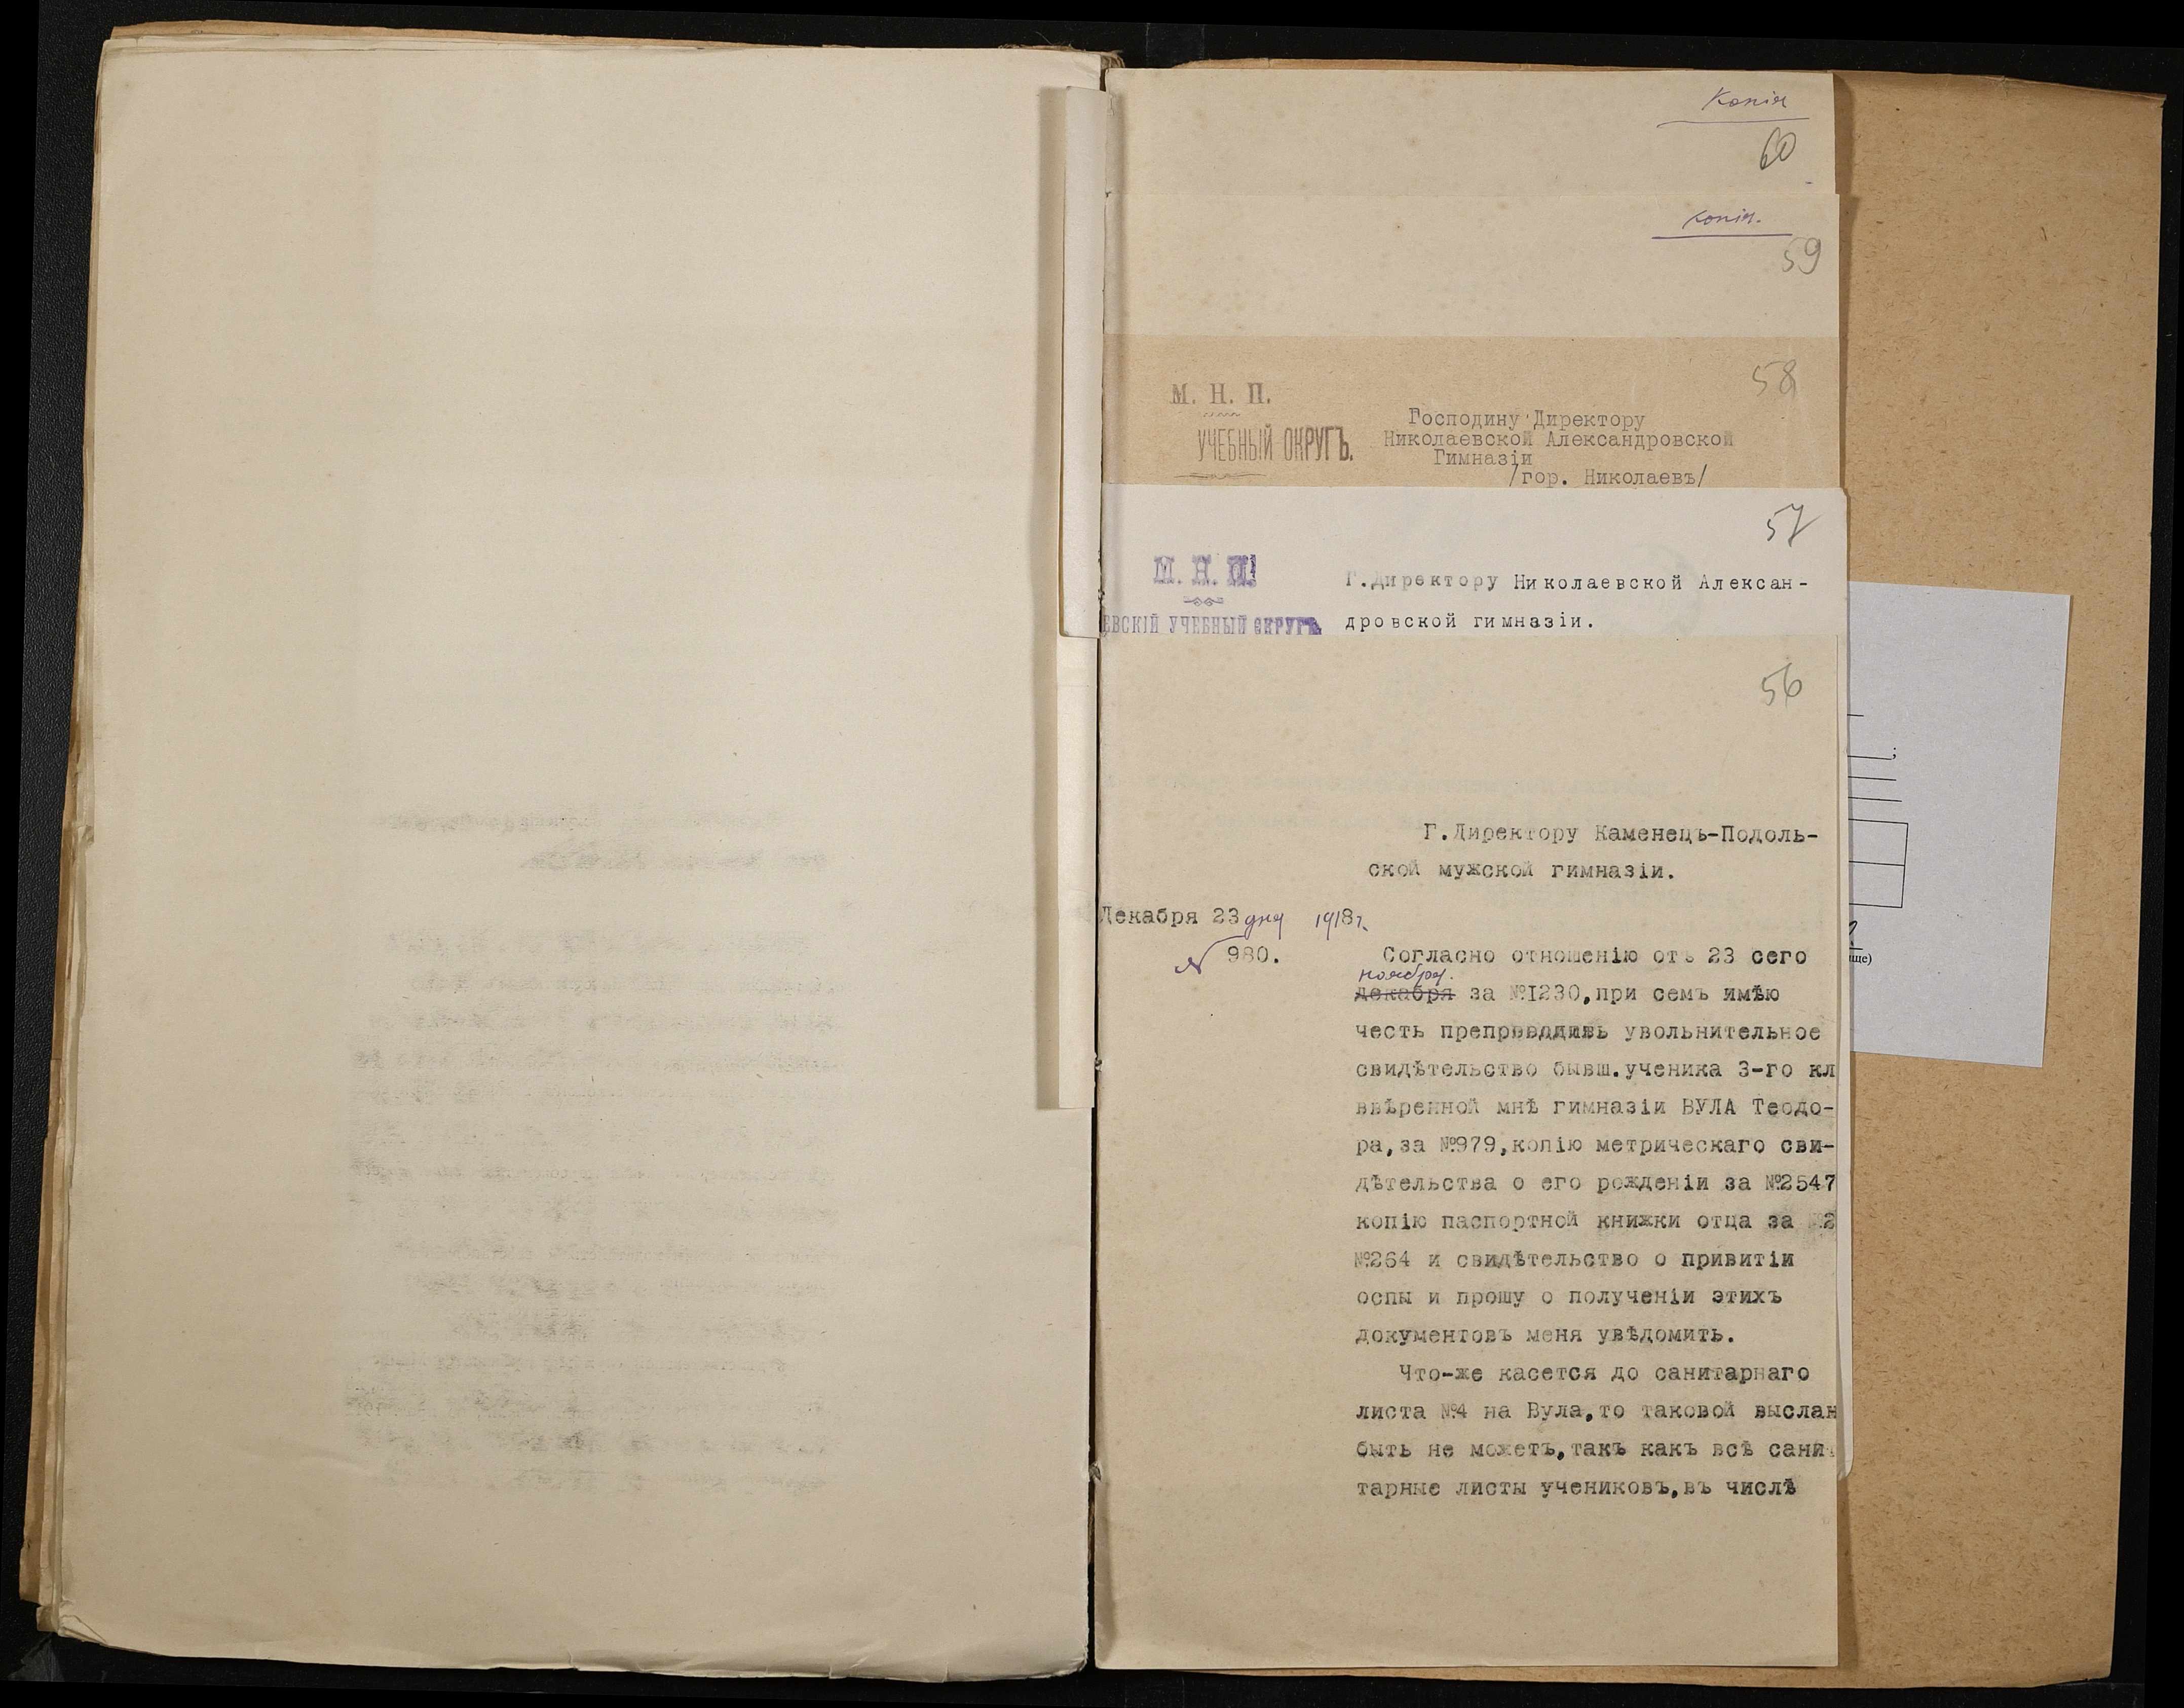 Копія
60
копія.
59
58
М. Н. П.
УЧЕБНЫЙ ОКРУГЪ.
Господину Директору
Николаевской Александровской
Гимназіи
/гор. Николаевъ/
57
М. Н. П.
ЕВСКІЙ УЧЕБНЫЙ ОКРУГЪ
Г.Директору Николаевской Алексан-
дровской гимназіи.
56
Г.Директору Каменецъ-Подоль-
ской мужской гимназіи.
Декабря 23 дня 1918 г.
№ 980.
Согласно отношенію отъ 23 сего
ноября.
декабря за №1230,при семъ имѣю
честь препроводить увольнительное
свидѣтельство бывш.ученика 3-го кл
ввѣренной мнѣ гимназіи ВУЛА Теодо-
ра,за №979,копію метрическаго сви-
дѣтельства о его рожденіи за №2547
копію паспортной книжки отца за №2
№264 и свидѣтельство о привитіи
оспы и прошу о полученіи этихъ
документовъ меня увѣдомить.
Что-же касется до санитарнаго
листа №4 на Вула,то таковой выслан
быть не можетъ,такъ какъ всѣ сани
тарные листы учениковъ,въ числѣ
;
ище)